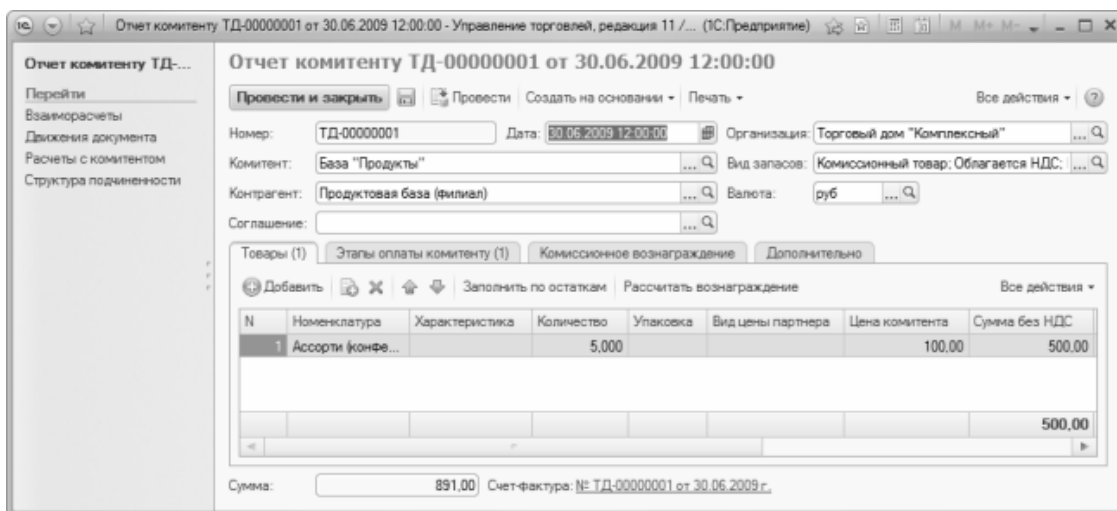 Отчет комитенту ТД-00000001 от 30.06.2009 12:00:00 - Управление торговлей, редакция 11 /... (1С:Предприятие) M M+ M-
Отчет комитенту ТД-...
Перейти
Взаиморасчеты
Движения документа
Расчеты с комитентом
Структура подчиненности
Отчет комитенту ТД-00000001 от 30.06.2009 12:00:00
Провести и закрыть Провести Создать на основании Печать Все действия ?
Номер: ТД-00000001 Дата: 30.06.2009 12:00:00 Организация: Торговый дом "Комплексный" ...
Комитент: База "Продукты" ... Вид запасов: Комиссионный товар; Облагается НДС; ...
Контрагент: Продуктовая база (филиал) ... Валюта: руб ...
Соглашение: ...
Товары (1) Этапы оплаты комитенту (1) Комиссионное вознаграждение Дополнительно
Добавить Заполнить по остаткам Рассчитать вознаграждение Все действия
N Номенклатура Характеристика Количество Упаковка Вид цены партнера Цена комитента Сумма без НДС
1 Ассорти (конфе... 5,000 100,00 500,00
500,00
Сумма: 891,00 Счет-фактура: № ТД-00000001 от 30.06.2009 г.